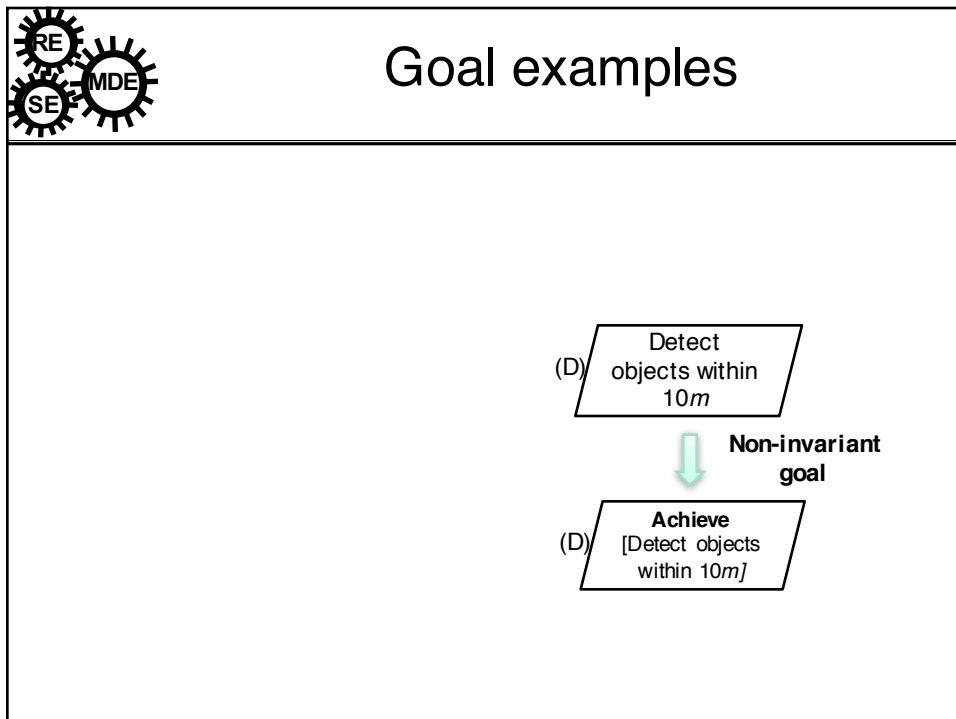 RE
MDE
SE
Goal examples
(D)
Detect
objects within
10m
Non-invariant
goal
(D)
Achieve
[Detect objects
within 10m]